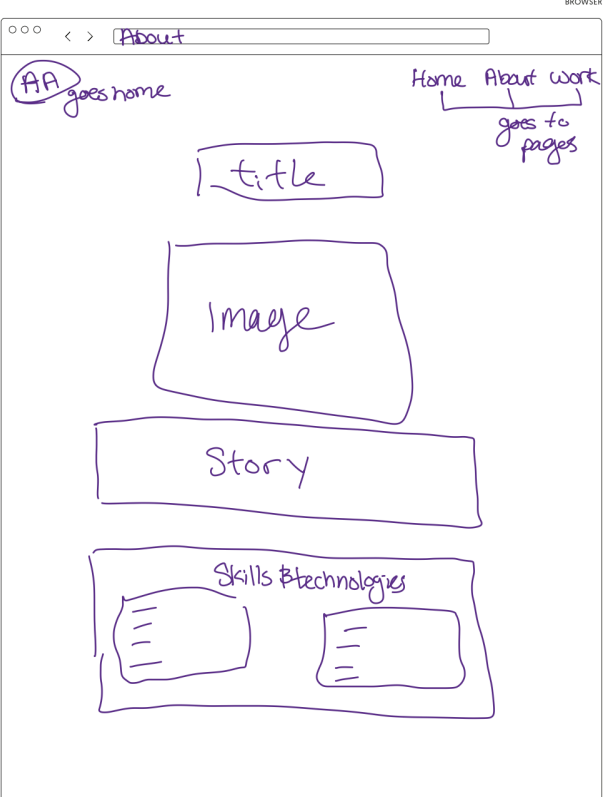 BROWSER
About
AA
goes home
Home About Work
goes to
pages
title
Image
Story
Skills & technologies